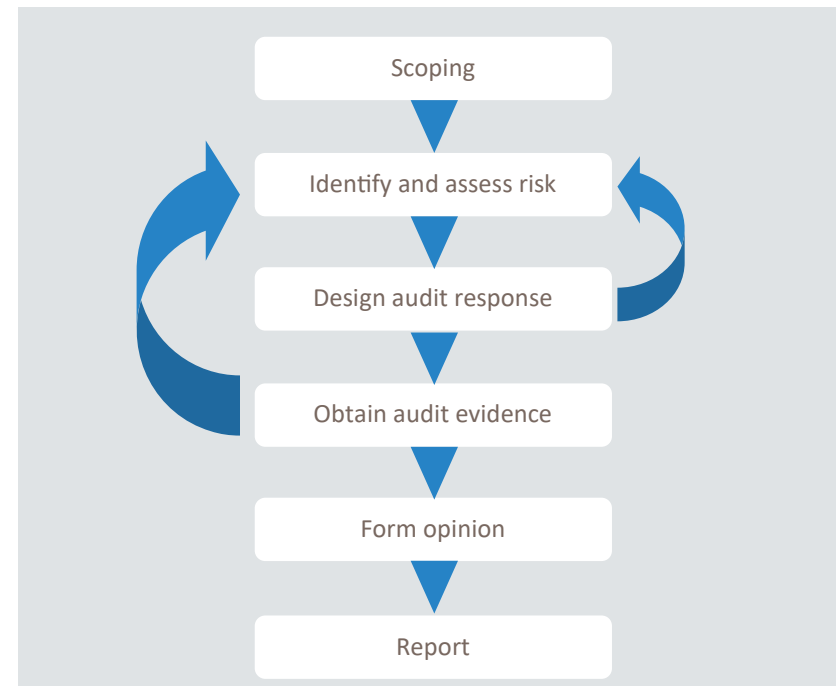 Scoping
Identify and assess risk
Design audit response
Obtain audit evidence
Form opinion
Report